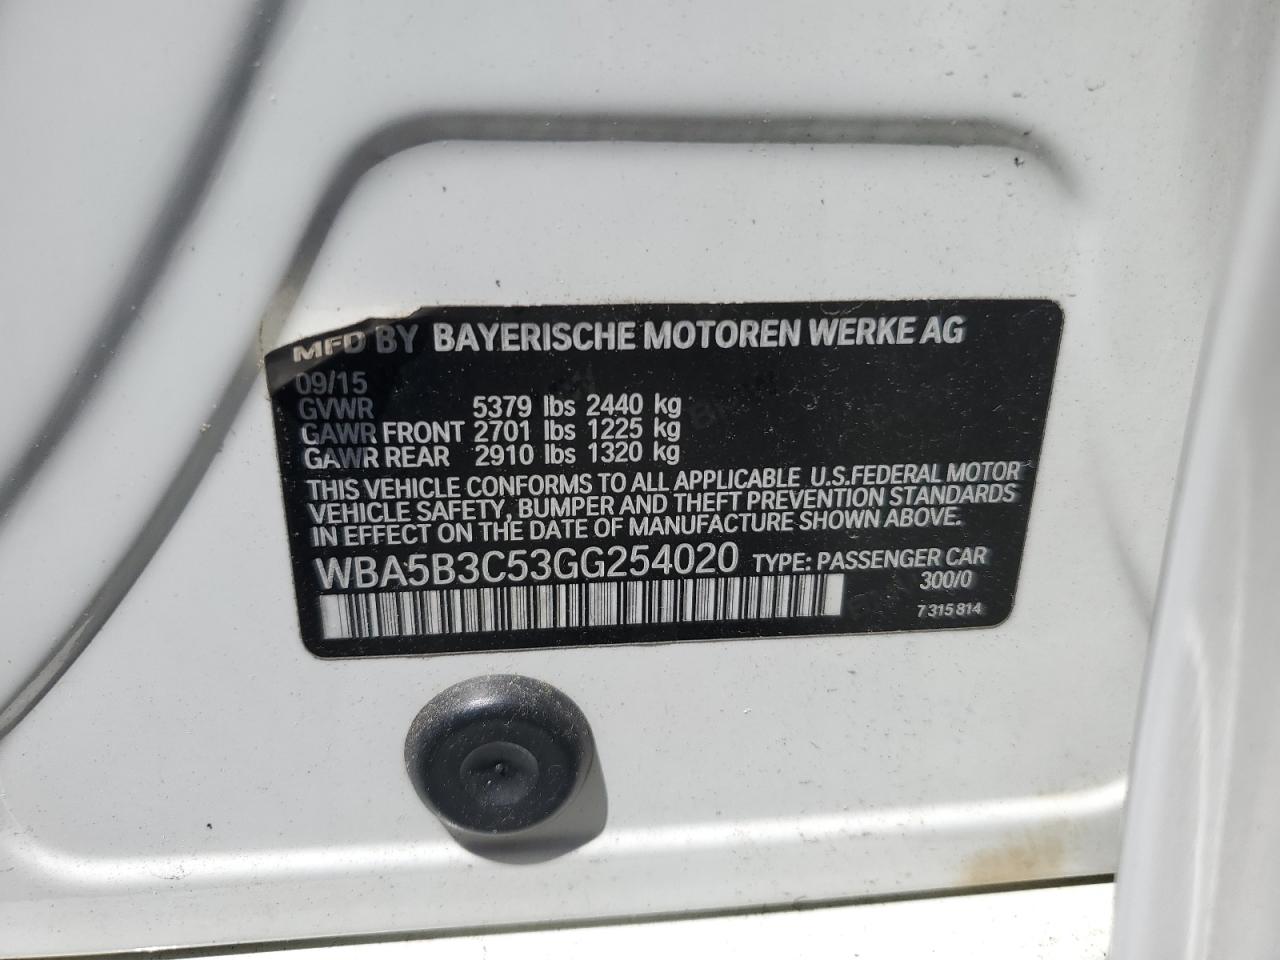 MFD BY BAYERISCHE MOTOREN WERKE AG
09/15
GVWR 5379 lbs 2440 kg
GAWR FRONT 2701 lbs 1225 kg
GAWR REAR 2910 lbs 1320 kg
THIS VEHICLE CONFORMS TO ALL APPLICABLE U.S.FEDERAL MOTOR
VEHICLE SAFETY, BUMPER AND THEFT PREVENTION STANDARDS
IN EFFECT ON THE DATE OF MANUFACTURE SHOWN ABOVE.
WBA5B3C53GG254020 TYPE: PASSENGER CAR
300/0
7 315 814